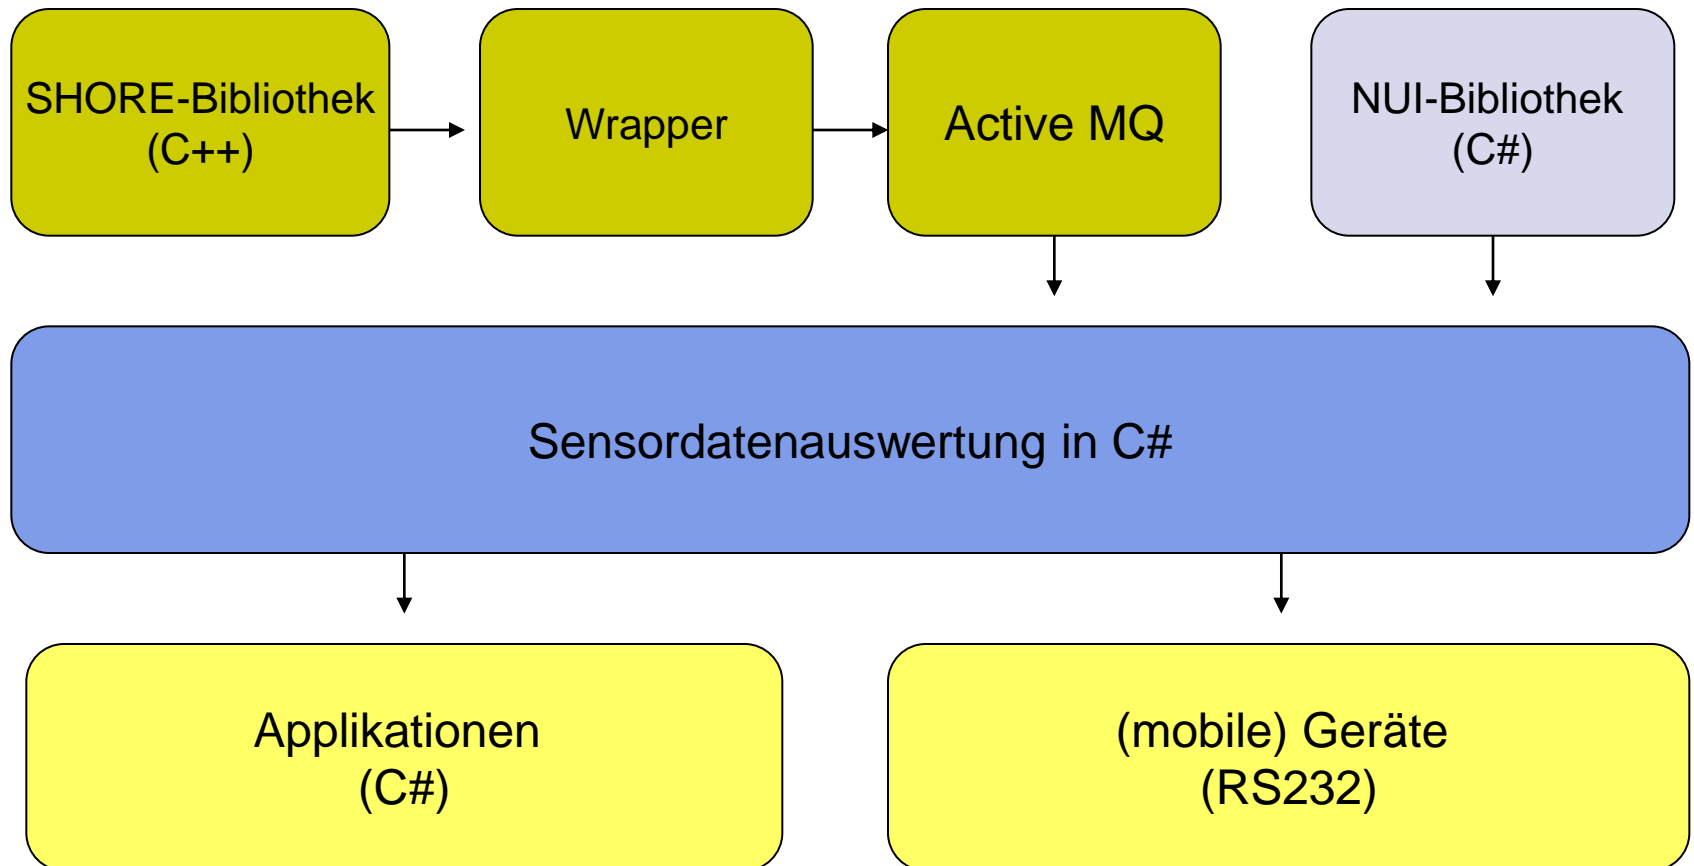 SHORE-Bibliothek
(C++)
Wrapper
Active MQ
NUI-Bibliothek
(C#)
Sensordatenauswertung in C#
Applikationen
(C#)
(mobile) Geräte
(RS232)